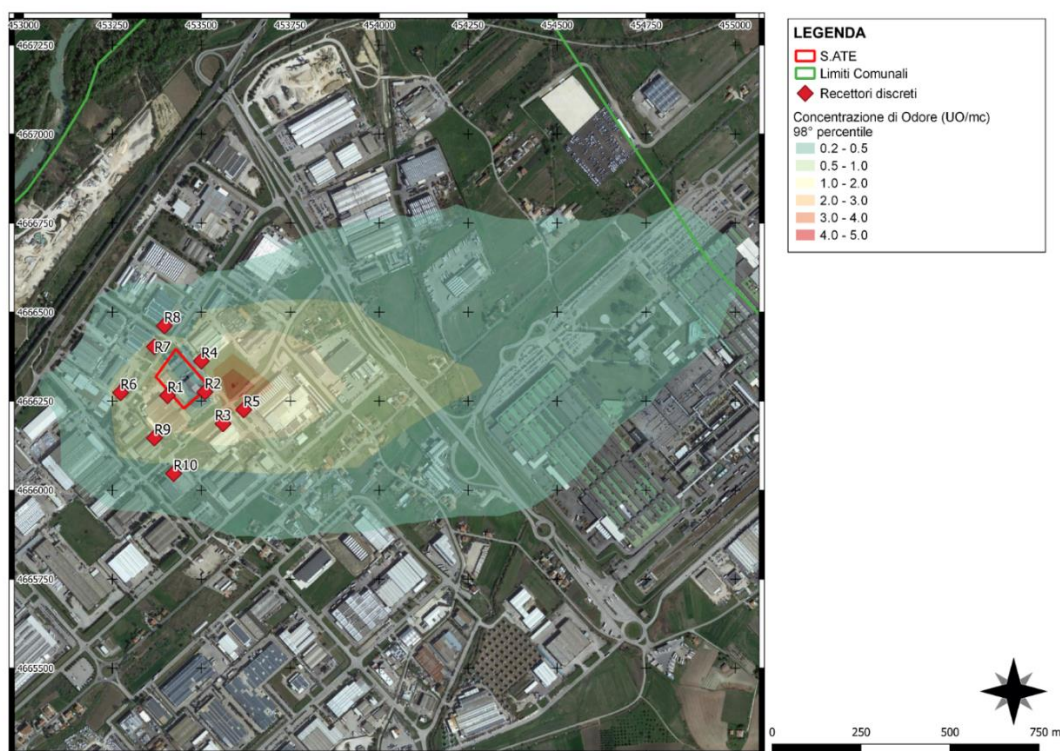 453000 453250 453500 453750 454000 454250 454500 454750 455000
4667250
4667000
4666750
4666500
4666250
4666000
4665750
4665500
R8
R7
R4
R6
R1
R2
R5
R3
R9
R10
LEGENDA
S.ATE
Limiti Comunali
Recettori discreti
Concentrazione di Odore (UO/mc)
98° percentile
0.2 - 0.5
0.5 - 1.0
1.0 - 2.0
2.0 - 3.0
3.0 - 4.0
4.0 - 5.0
0 250 500 750 m